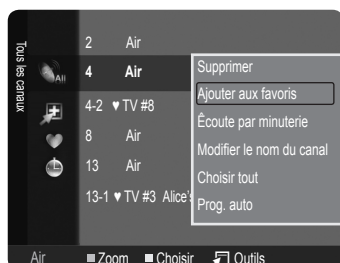 Tous les canaux
All
2 Air
4 Air
4-2 ♥ TV #8
8 Air
13 Air
13-1 ♥ TV #3 Alice's
Supprimer
Ajouter aux favoris
Écoute par minuterie
Modifier le nom du canal
Choisir tout
Prog. auto
Air Zoom Choisir Outils